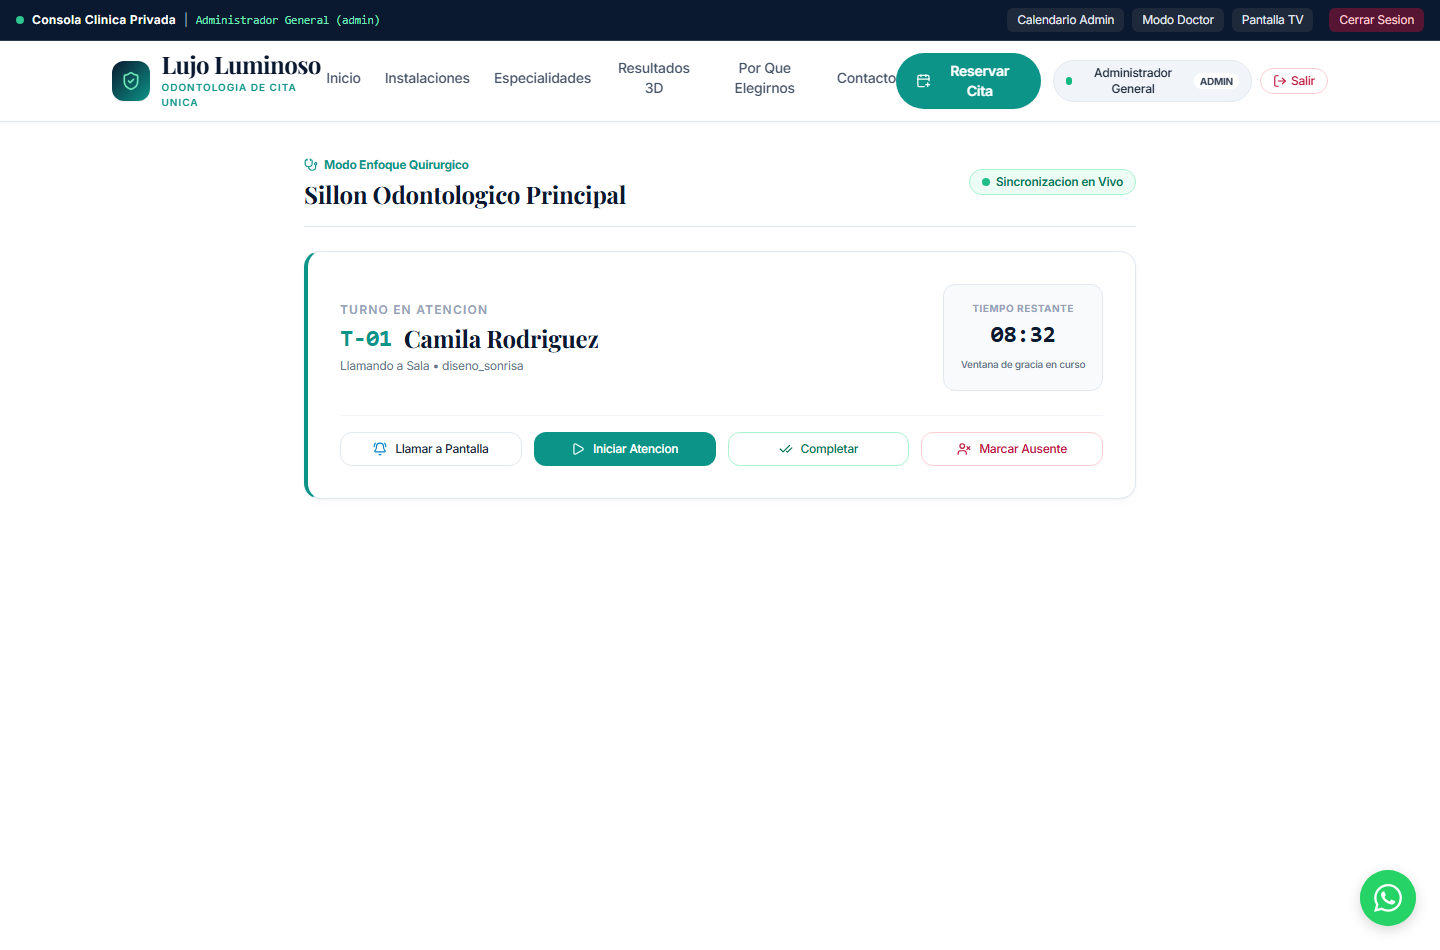 Consola Clinica Privada | Administrador General (admin)
Calendario Admin
Modo Doctor
Pantalla TV
Cerrar Sesion
Lujo Luminoso
ODONTOLOGIA DE CITA
UNICA
Inicio
Instalaciones
Especialidades
Resultados
3D
Por Que
Elegirnos
Contacto
Reservar
Cita
Administrador
General
ADMIN
Salir
Modo Enfoque Quirurgico
Sillon Odontologico Principal
Sincronizacion en Vivo
TURNO EN ATENCION
T-01 Camila Rodriguez
Llamando a Sala • diseno_sonrisa
TIEMPO RESTANTE
08:32
Ventana de gracia en curso
Llamar a Pantalla
Iniciar Atencion
Completar
Marcar Ausente